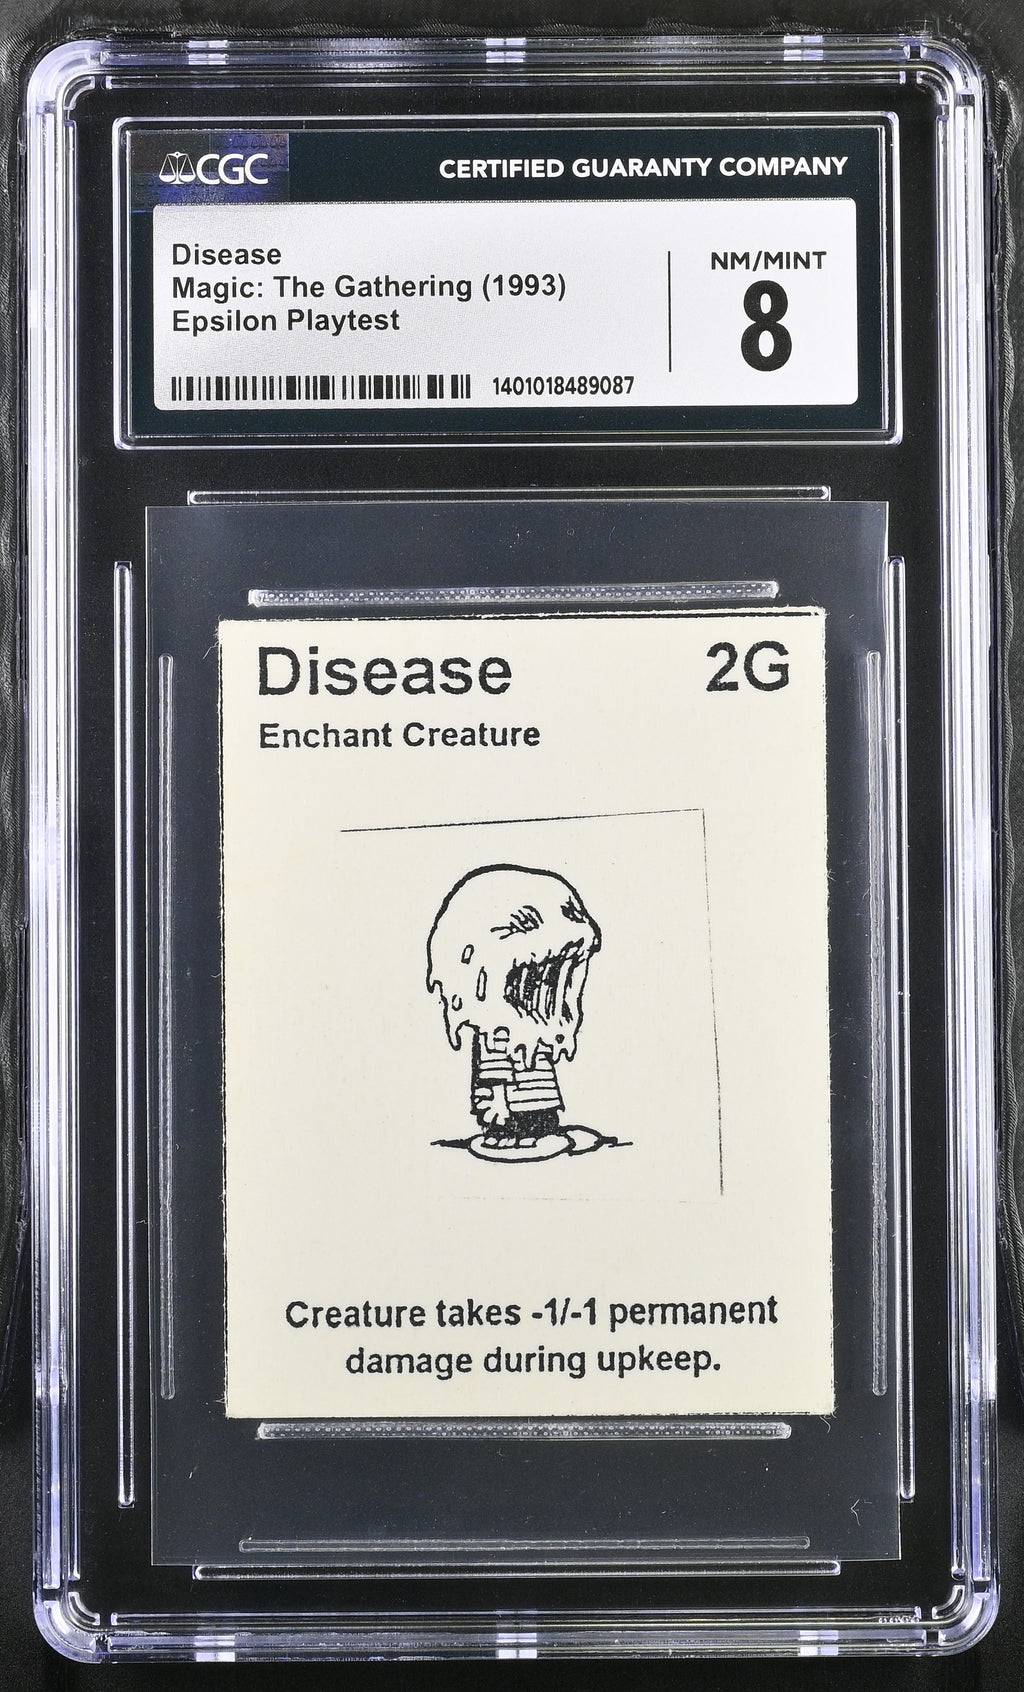 CGC
CERTIFIED GUARANTY COMPANY
Disease
Magic: The Gathering (1993)
Epsilon Playtest
NM/MINT
8
1401018489087
Disease 2G
Enchant Creature
Creature takes -1/-1 permanent
damage during upkeep.